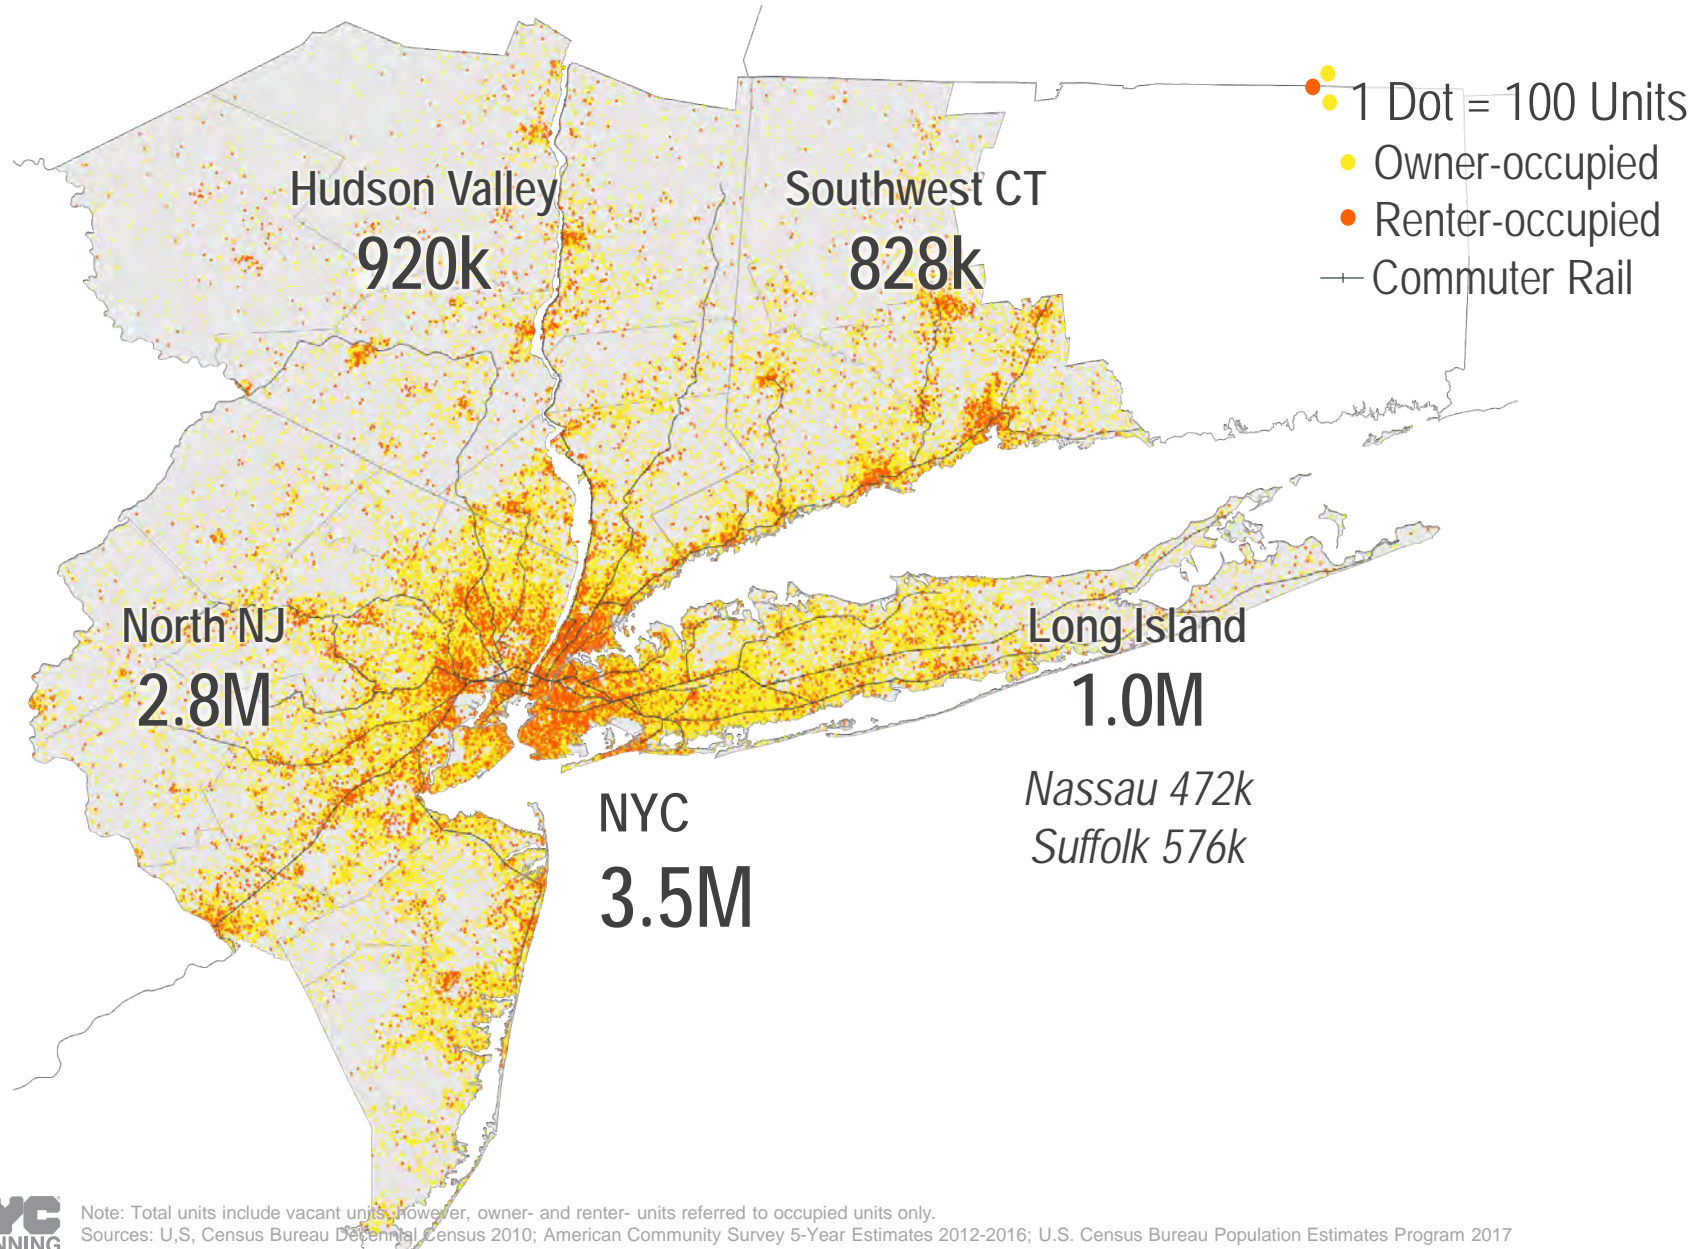 1 Dot = 100 Units
Owner-occupied
Renter-occupied
Commuter Rail
Hudson Valley
920k
Southwest CT
828k
North NJ
2.8M
Long Island
1.0M
Nassau 472k
Suffolk 576k
NYC
3.5M
YC
NNING
Note: Total units include vacant units, however, owner- and renter- units referred to occupied units only.
Sources: U,S, Census Bureau Decennial Census 2010; American Community Survey 5-Year Estimates 2012-2016; U.S. Census Bureau Population Estimates Program 2017